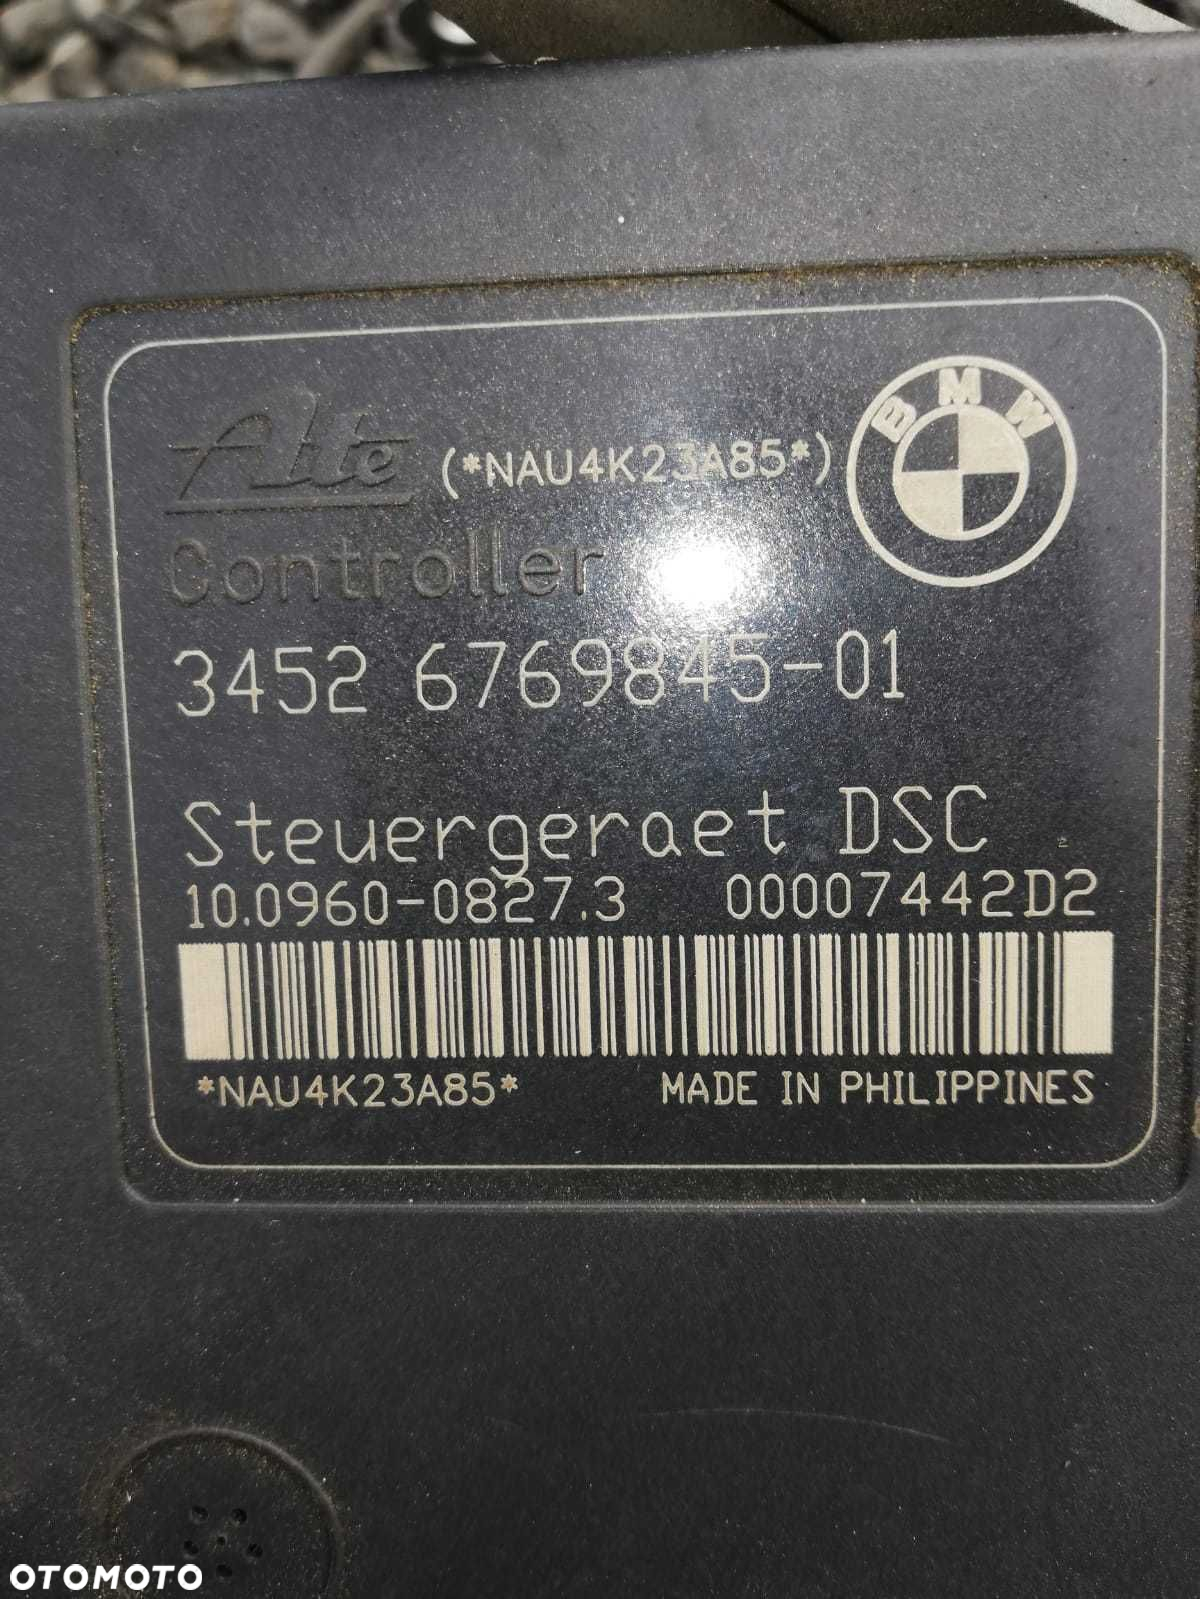 Ate (*NAU4K23A85*) BMW
Controller
3452 6769845-01
Steuergeraet DSC
2
10.0960-0827.3 00007442D2
*NAU4K23A85* MADE IN PHILIPPINES
OTOMOTO